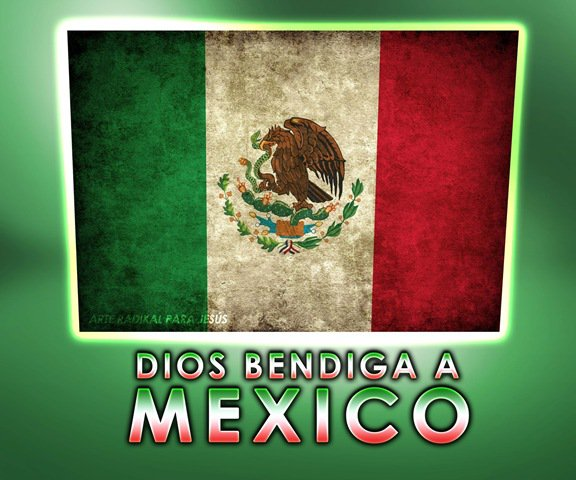 ARTE RADIKAL PARA JESÚS
DIOS BENDIGA A
MEXICO